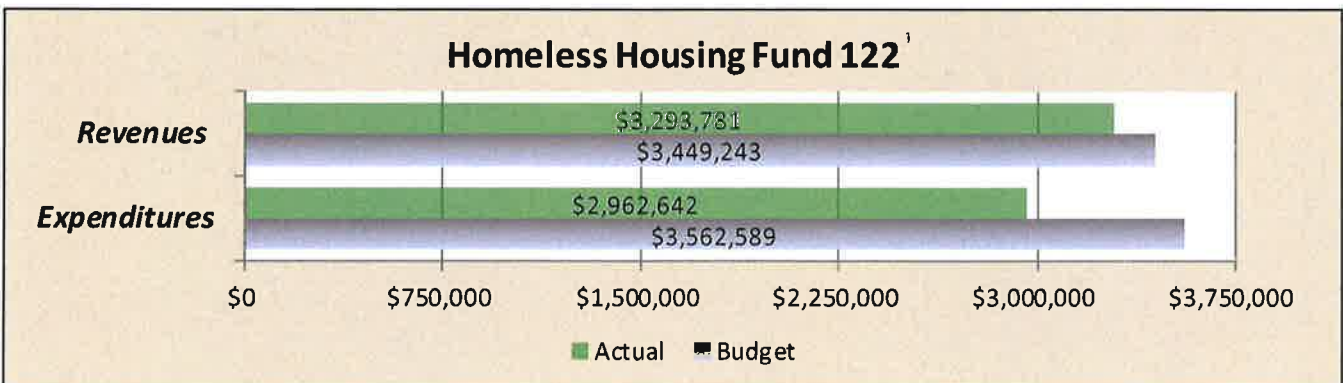 Homeless Housing Fund 122
Revenues
$3,293,781
$3,449,243
Expenditures
$2,962,642
$3,562,589
$0 $750,000 $1,500,000 $2,250,000 $3,000,000 $3,750,000
Actual Budget